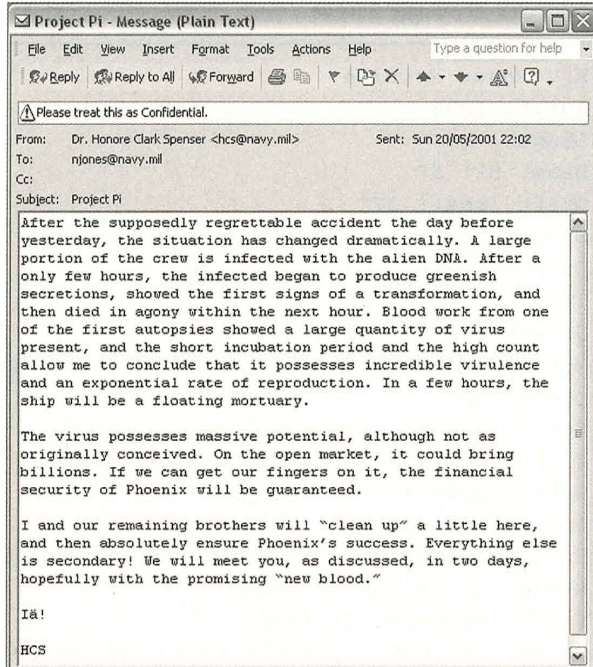 Project Pi - Message (Plain Text)
File Edit View Insert Format Tools Actions Help Type a question for help
Reply Reply to All Forward
Please treat this as Confidential.
From: Dr. Honore Clark Spenser <hcs@navy.mil> Sent: Sun 20/05/2001 22:02
To: njones@navy.mil
Cc:
Subject: Project Pi
After the supposedly regrettable accident the day before
yesterday, the situation has changed dramatically. A large
portion of the crew is infected with the alien DNA. After a
only few hours, the infected began to produce greenish
secretions, showed the first signs of a transformation, and
then died in agony within the next hour. Blood work from one
of the first autopsies showed a large quantity of virus
present, and the short incubation period and the high count
allow me to conclude that it possesses incredible virulence
and an exponential rate of reproduction. In a few hours, the
ship will be a floating mortuary.
The virus possesses massive potential, although not as
originally conceived. On the open market, it could bring
billions. If we can get our fingers on it, the financial
security of Phoenix will be guaranteed.
I and our remaining brothers will "clean up" a little here,
and then absolutely ensure Phoenix's success. Everything else
is secondary! We will meet you, as discussed, in two days,
hopefully with the promising "new blood."
Iä!
HCS